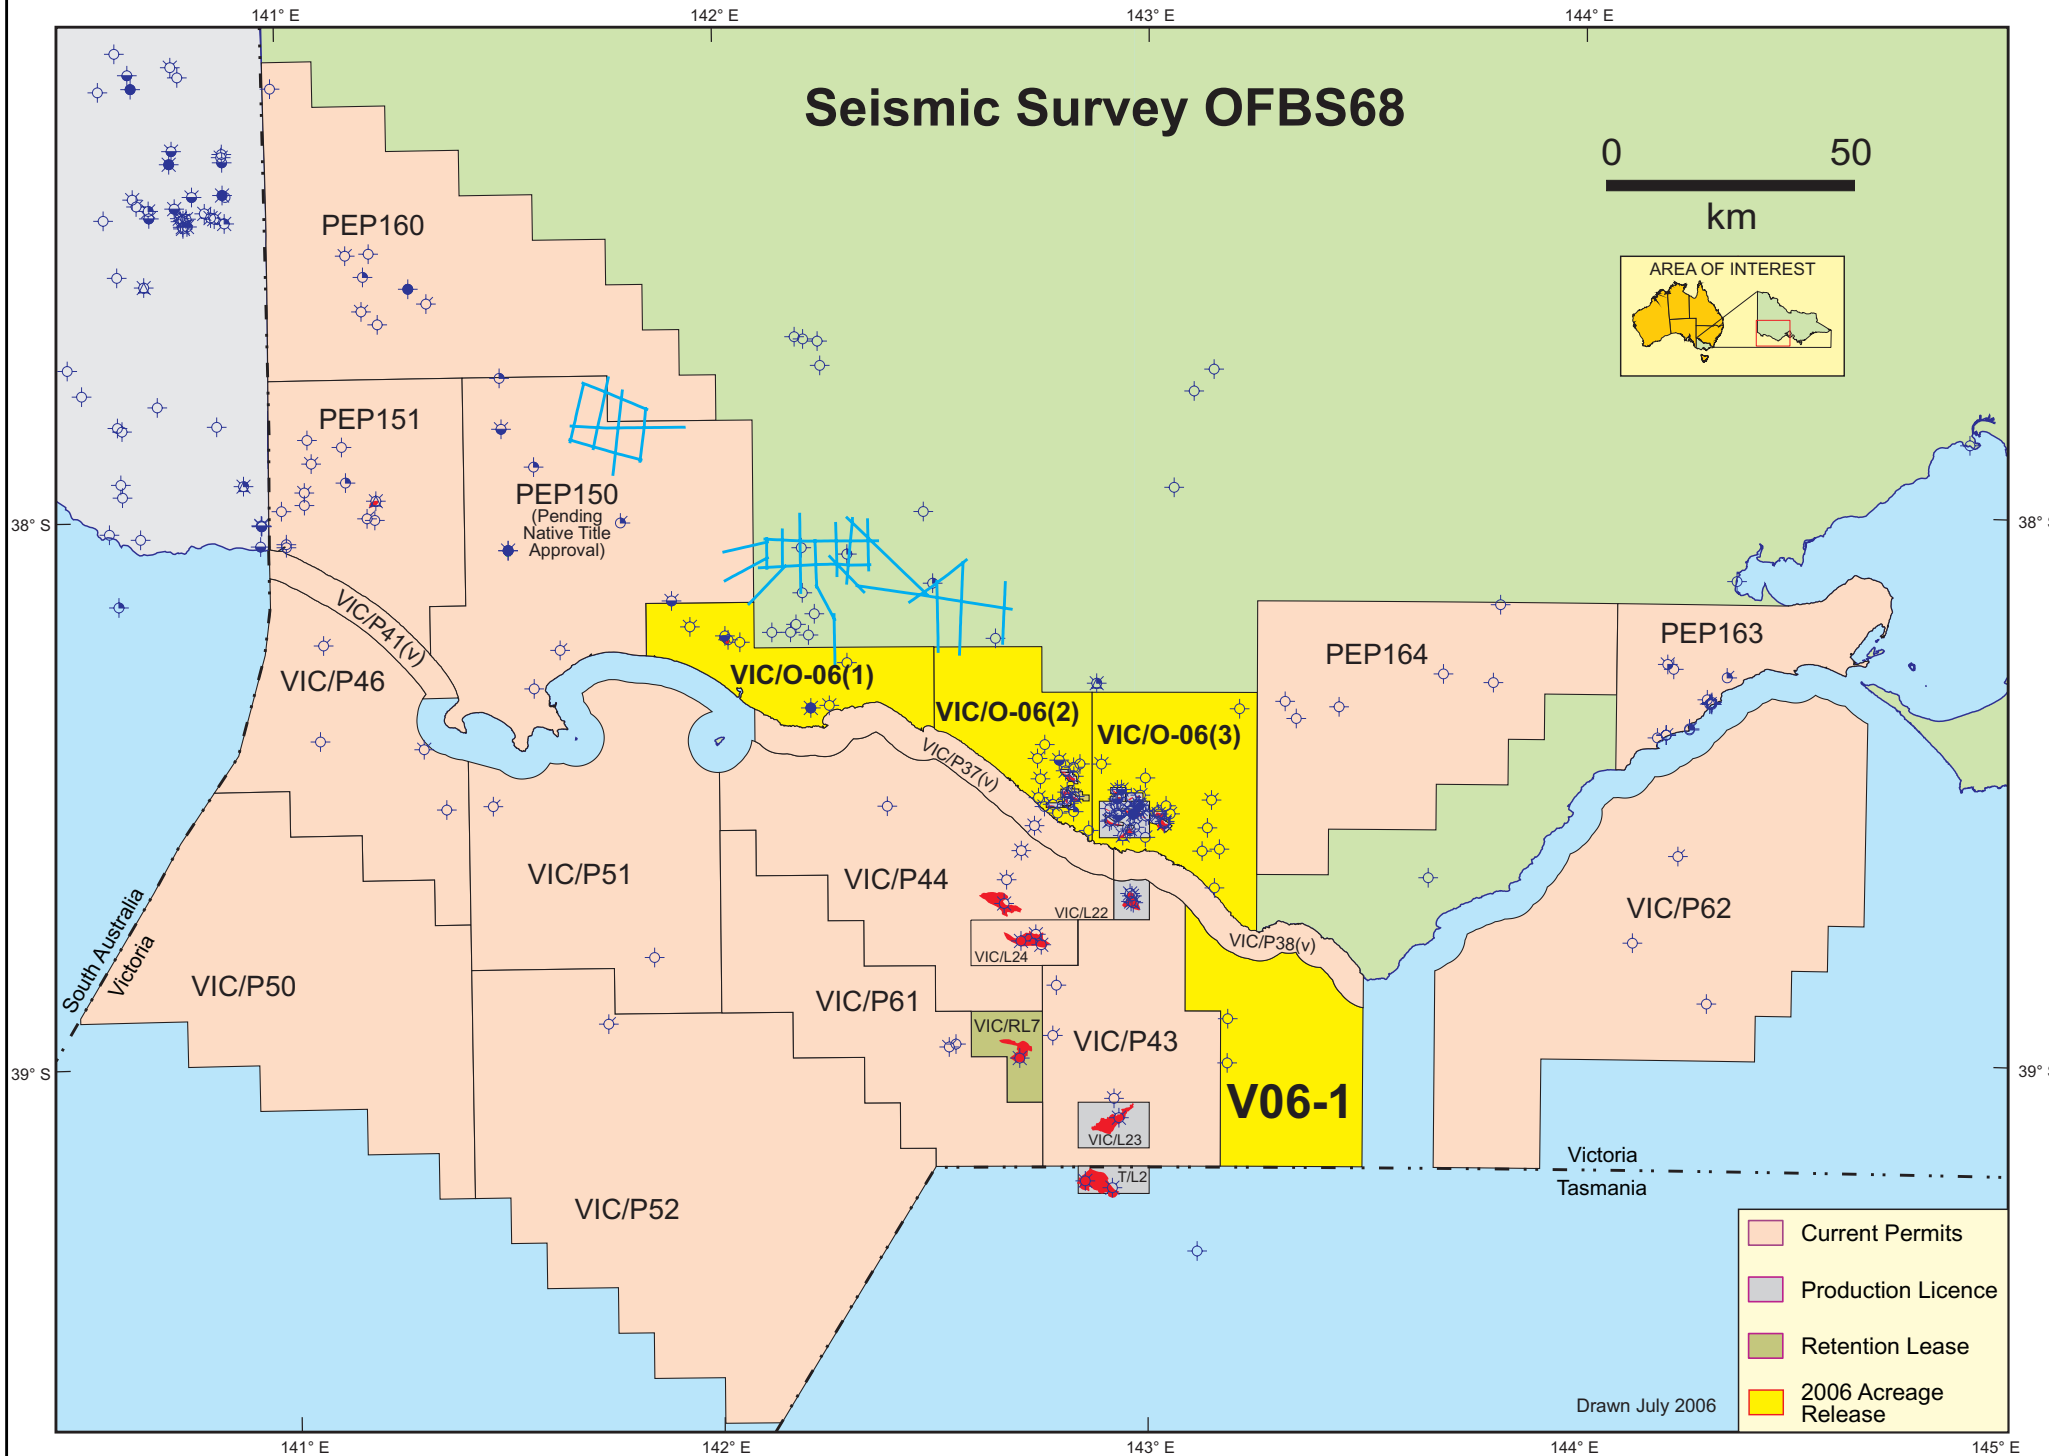 141° E
142° E
143° E
144° E
Seismic Survey OFBS68
0
50
km
AREA OF INTEREST
PEP160
PEP151
PEP150
(Pending
Native Title
Approval)
38° S
38° S
VIC/P41(v)
VIC/P46
VIC/O-06(1)
VIC/O-06(2)
VIC/O-06(3)
PEP164
PEP163
VIC/P37(v)
VIC/P51
VIC/P44
VIC/L22
VIC/P62
VIC/P38(v)
VIC/L24
South Australia
Victoria
VIC/P50
VIC/P61
VIC/RL7
VIC/P43
39° S
39° S
V06-1
VIC/L23
T/L2
Victoria
Tasmania
VIC/P52
Current Permits
Production Licence
Retention Lease
2006 Acreage
Release
Drawn July 2006
141° E
142° E
143° E
144° E
145° E